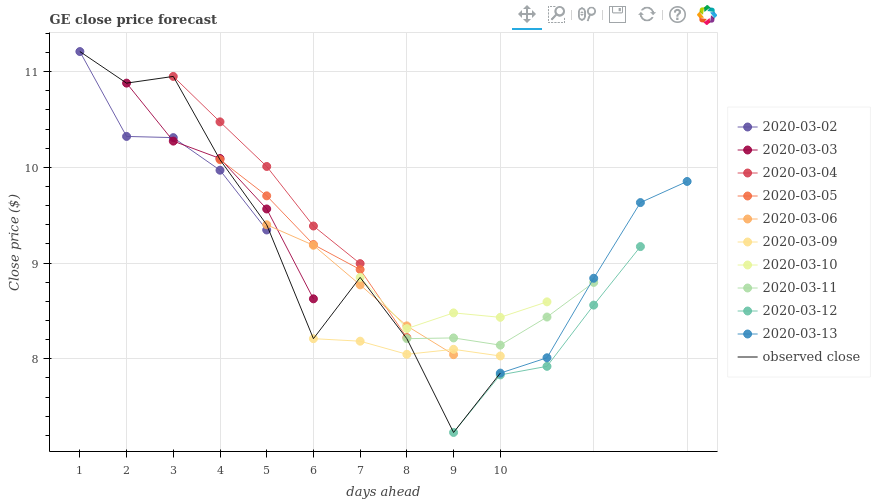 GE close price forecast
11
10
9
8
Close price ($)
1 2 3 4 5 6 7 8 9 10
days ahead
2020-03-02
2020-03-03
2020-03-04
2020-03-05
2020-03-06
2020-03-09
2020-03-10
2020-03-11
2020-03-12
2020-03-13
observed close